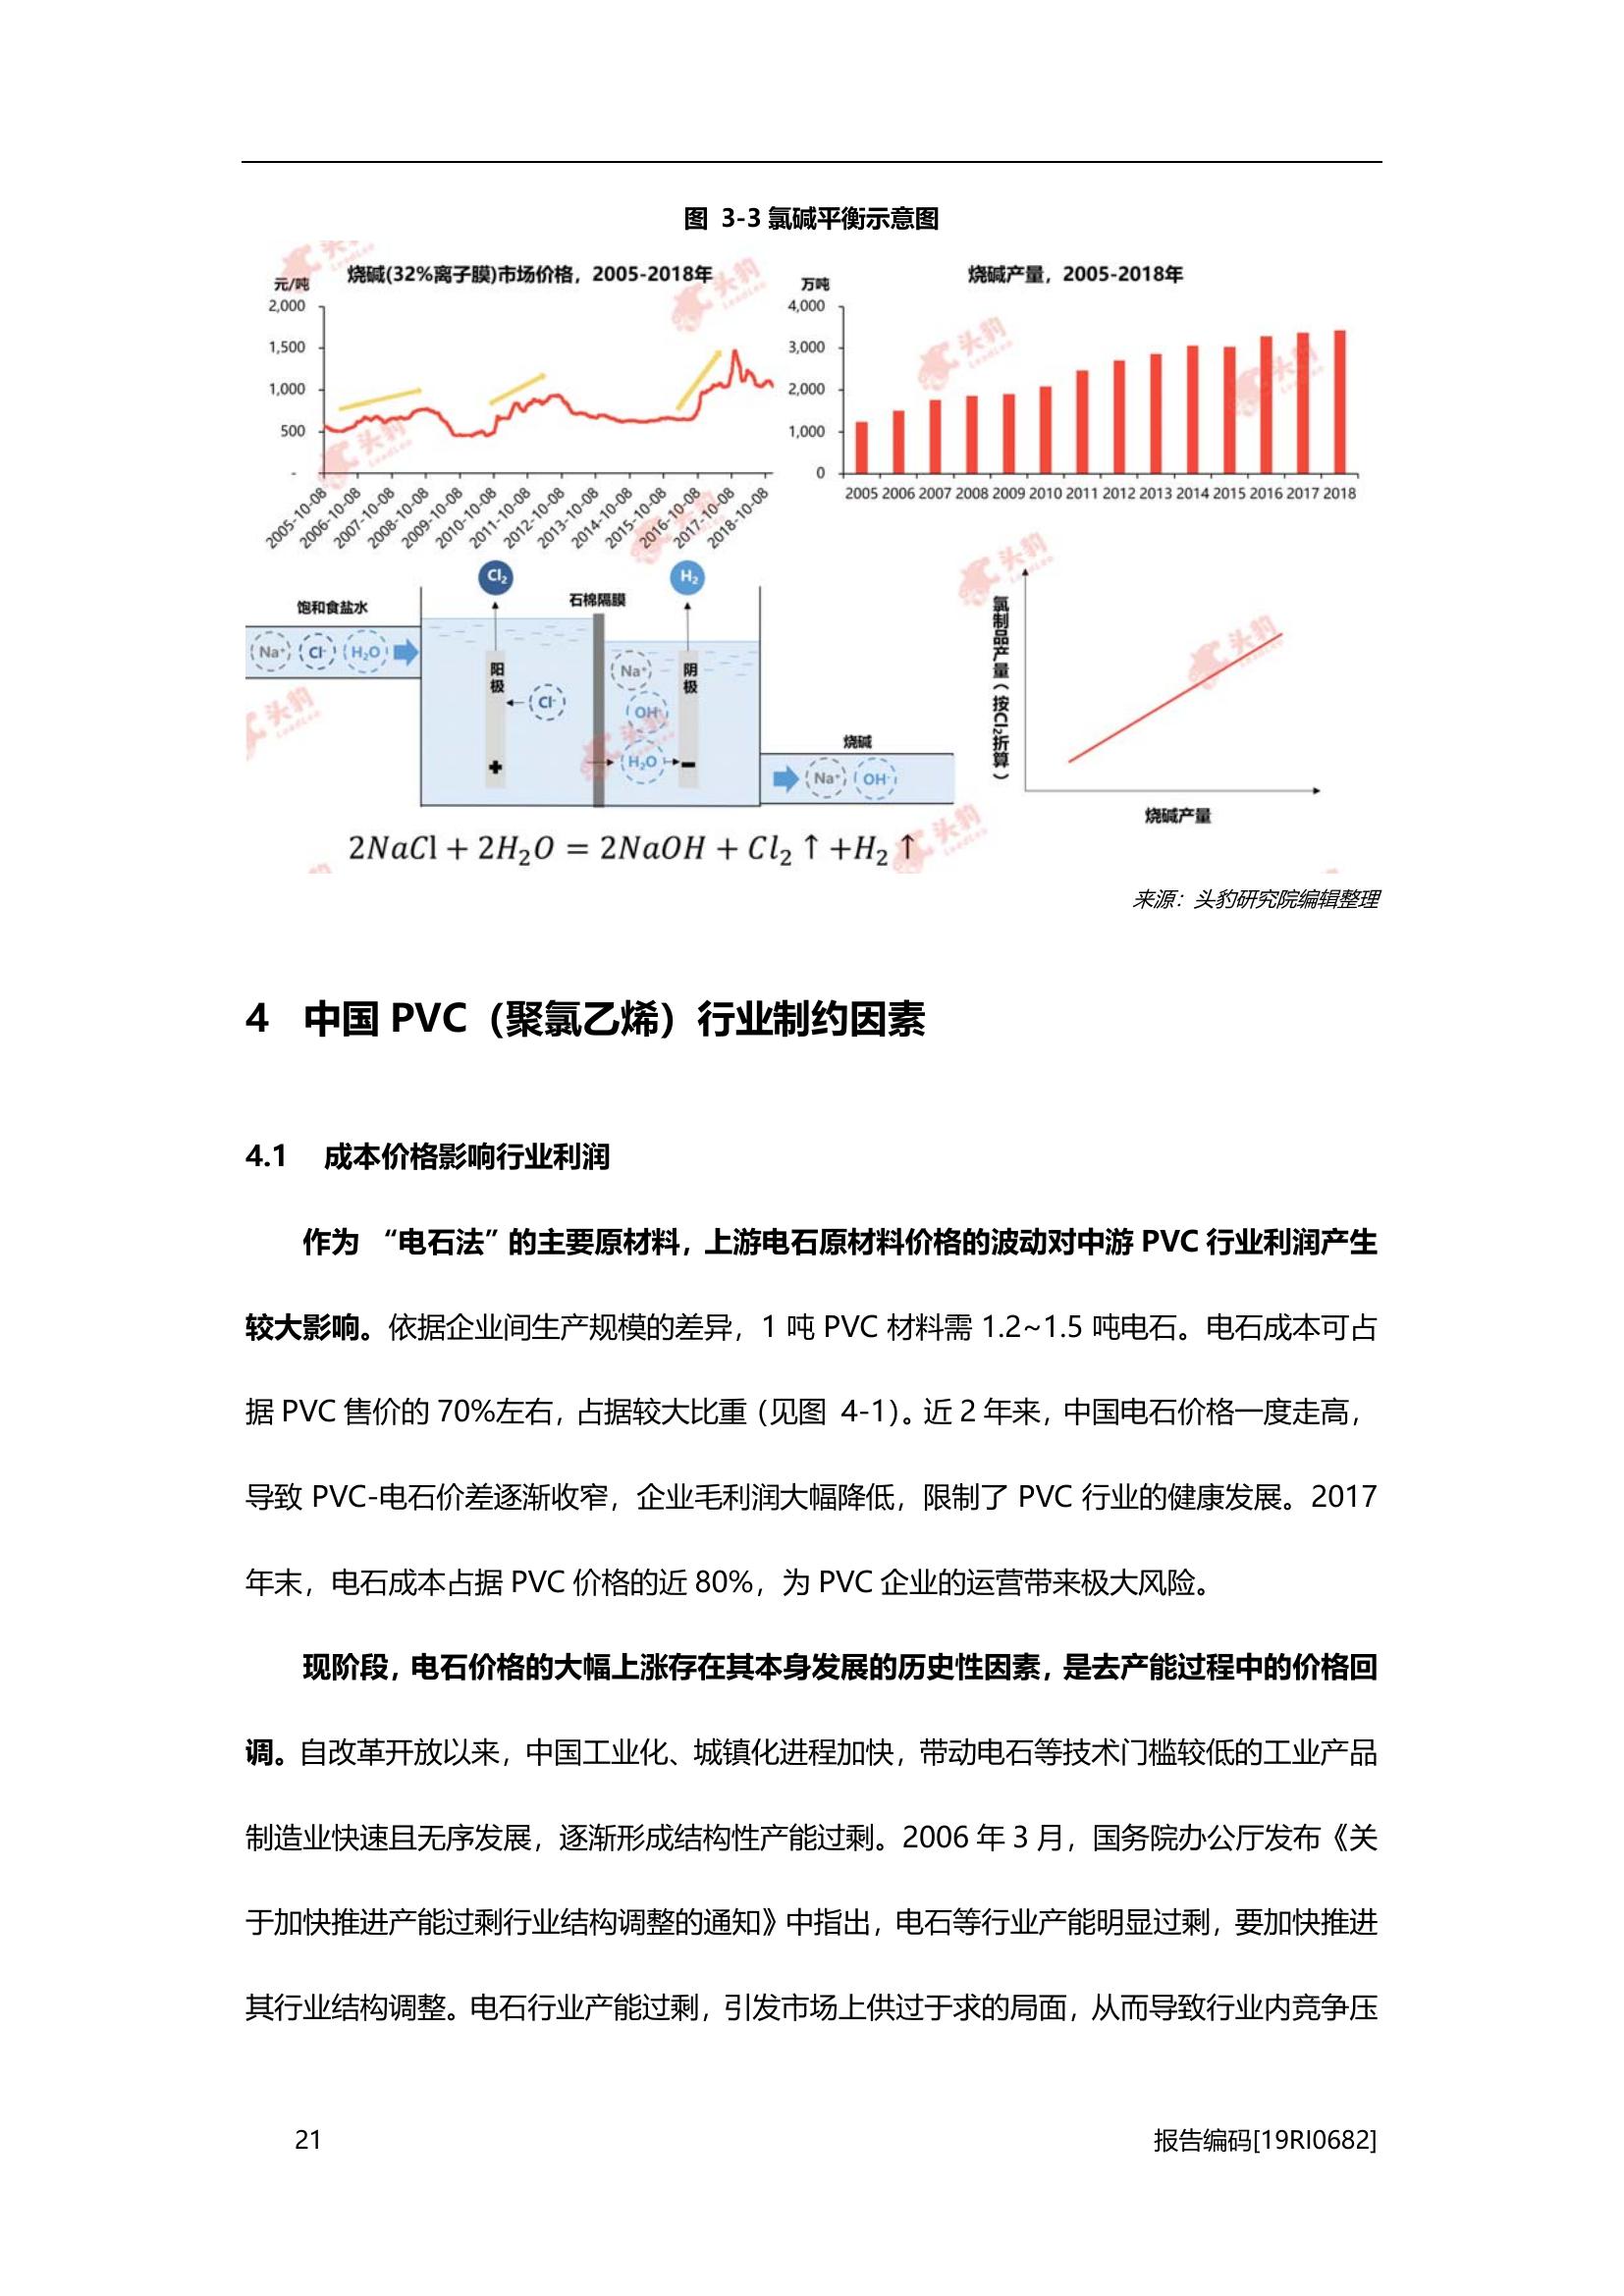 图 3-3 氯碱平衡示意图
烧碱(32%离子膜)市场价格，2005-2018年
元/吨
2,000
1,500
1,000
500
-
2005-10-08
2006-10-08
2007-10-08
2008-10-08
2009-10-08
2010-10-08
2011-10-08
2012-10-08
2013-10-08
2014-10-08
2015-10-08
2016-10-08
2017-10-08
2018-10-08
烧碱产量，2005-2018年
万吨
4,000
3,000
2,000
1,000
0
2005 2006 2007 2008 2009 2010 2011 2012 2013 2014 2015 2016 2017 2018
饱和食盐水
Na⁺ Cl⁻ H₂O
Cl₂
石棉隔膜
H₂
阳极
Cl⁻
+
Na⁺
OH⁻
H₂O
阴极
−
烧碱
Na⁺ OH⁻
2NaCl + 2H₂O = 2NaOH + Cl₂ ↑ +H₂ ↑
氯制品产量（按Cl₂折算）
烧碱产量
头豹
LeadLeo
来源：头豹研究院编辑整理
4 中国 PVC（聚氯乙烯）行业制约因素
4.1 成本价格影响行业利润
作为 “电石法”的主要原材料，上游电石原材料价格的波动对中游 PVC 行业利润产生
较大影响。依据企业间生产规模的差异，1 吨 PVC 材料需 1.2~1.5 吨电石。电石成本可占
据 PVC 售价的 70%左右，占据较大比重（见图 4-1）。近 2 年来，中国电石价格一度走高，
导致 PVC-电石价差逐渐收窄，企业毛利润大幅降低，限制了 PVC 行业的健康发展。2017
年末，电石成本占据 PVC 价格的近 80%，为 PVC 企业的运营带来极大风险。
现阶段，电石价格的大幅上涨存在其本身发展的历史性因素，是去产能过程中的价格回
调。自改革开放以来，中国工业化、城镇化进程加快，带动电石等技术门槛较低的工业产品
制造业快速且无序发展，逐渐形成结构性产能过剩。2006 年 3 月，国务院办公厅发布《关
于加快推进产能过剩行业结构调整的通知》中指出，电石等行业产能明显过剩，要加快推进
其行业结构调整。电石行业产能过剩，引发市场上供过于求的局面，从而导致行业内竞争压
21
报告编码[19RI0682]